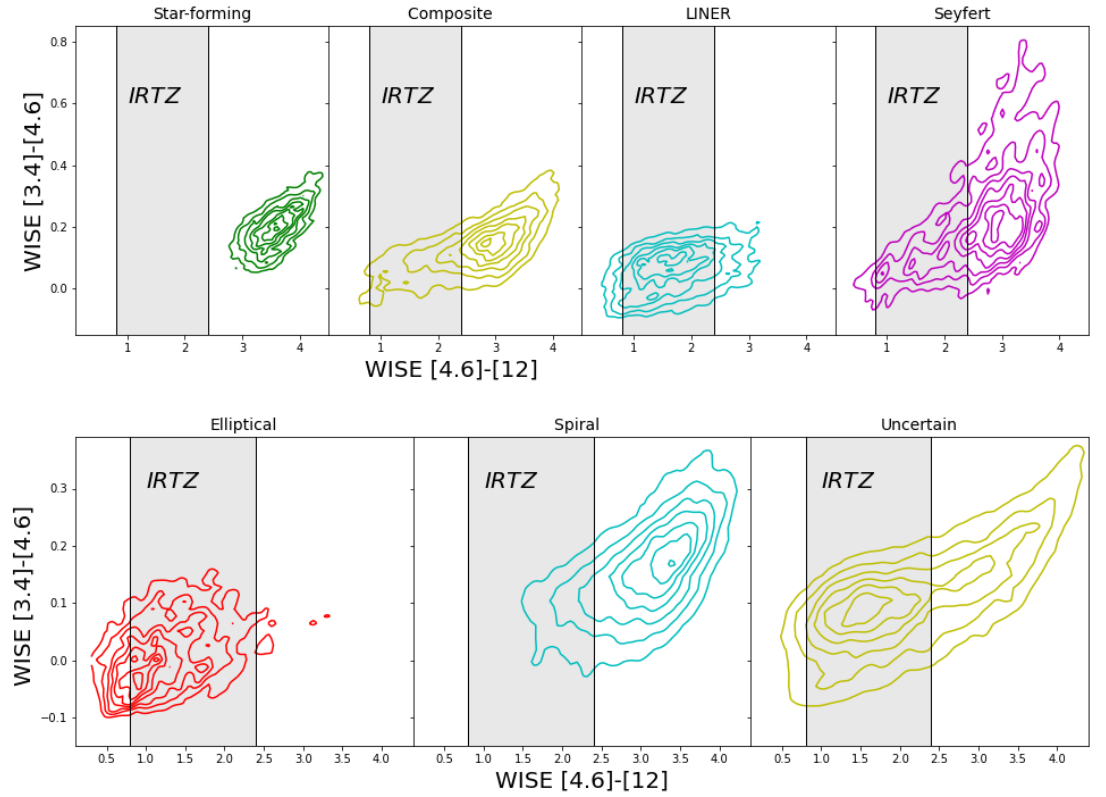 Star-forming Composite LINER Seyfert
0.8
0.6
0.4
0.2
0.0
WISE [3.4]-[4.6]
IRTZ IRTZ IRTZ IRTZ
1 2 3 4 1 2 3 4 1 2 3 4 1 2 3 4
WISE [4.6]-[12]
Elliptical Spiral Uncertain
0.3
0.2
0.1
0.0
−0.1
WISE [3.4]-[4.6]
IRTZ IRTZ IRTZ
0.5 1.0 1.5 2.0 2.5 3.0 3.5 4.0 0.5 1.0 1.5 2.0 2.5 3.0 3.5 4.0 0.5 1.0 1.5 2.0 2.5 3.0 3.5 4.0
WISE [4.6]-[12]